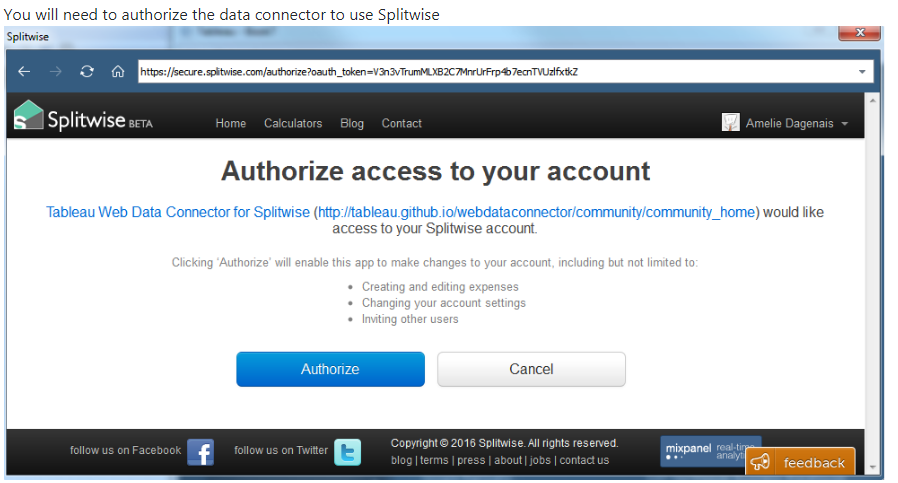 You will need to authorize the data connector to use Splitwise
Splitwise
https://secure.splitwise.com/authorize?oauth_token=V3n3vTrumMLXB2C7MnrUrFrp4b7ecnTVUzlfxtkZ
Splitwise BETA
Home Calculators Blog Contact Amelie Dagenais
Authorize access to your account
Tableau Web Data Connector for Splitwise (http://tableau.github.io/webdataconnector/community/community_home) would like
access to your Splitwise account.
Clicking 'Authorize' will enable this app to make changes to your account, including but not limited to:
• Creating and editing expenses
• Changing your account settings
• Inviting other users
Authorize Cancel
follow us on Facebook follow us on Twitter
Copyright © 2016 Splitwise. All rights reserved.
blog | terms | press | about | jobs | contact us
mixpanel real-time
feedback